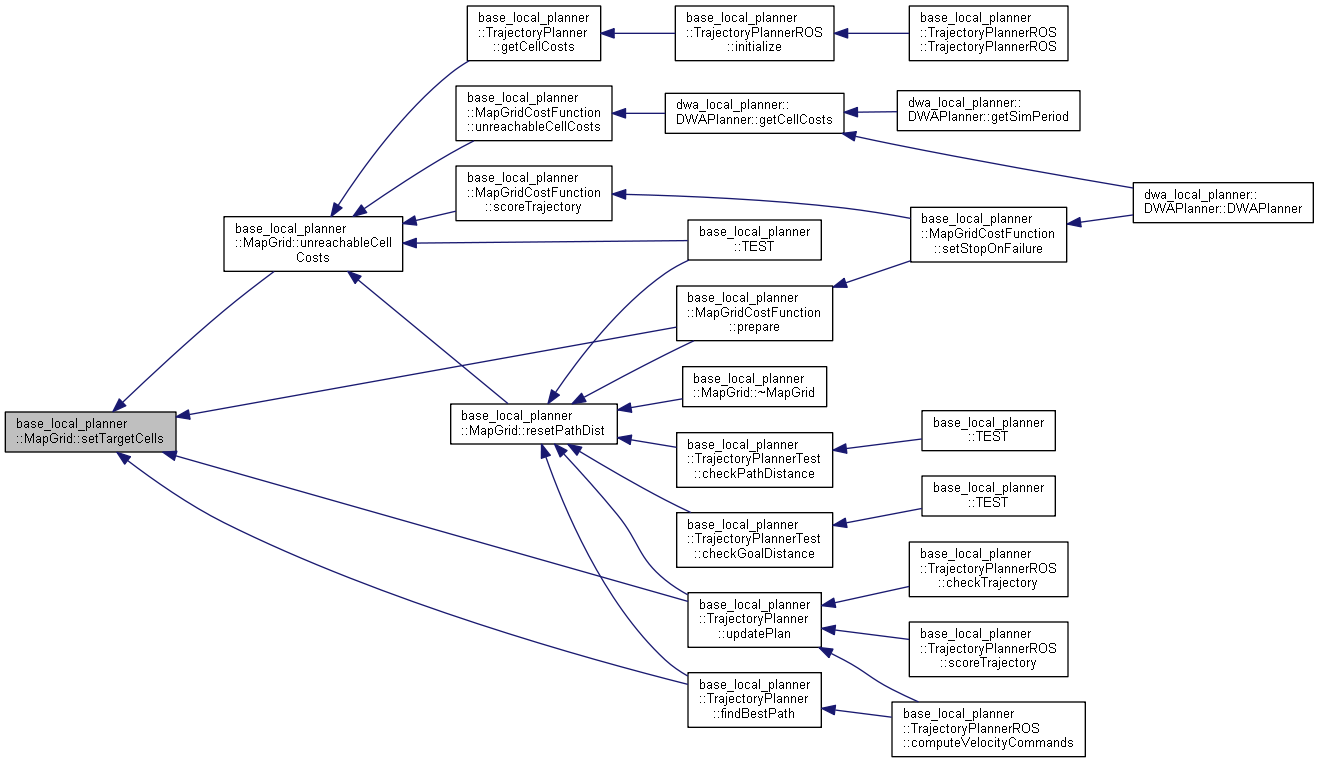 base_local_planner
::TrajectoryPlanner
::getCellCosts
base_local_planner
::TrajectoryPlannerROS
::initialize
base_local_planner
::TrajectoryPlannerROS
::TrajectoryPlannerROS
base_local_planner
::MapGridCostFunction
::unreachableCellCosts
dwa_local_planner::
DWAPlanner::getCellCosts
dwa_local_planner::
DWAPlanner::getSimPeriod
base_local_planner
::MapGridCostFunction
::scoreTrajectory
dwa_local_planner::
DWAPlanner::DWAPlanner
base_local_planner
::MapGrid::unreachableCell
Costs
base_local_planner
::TEST
base_local_planner
::MapGridCostFunction
::setStopOnFailure
base_local_planner
::MapGridCostFunction
::prepare
base_local_planner
::MapGrid::~MapGrid
base_local_planner
::MapGrid::setTargetCells
base_local_planner
::MapGrid::resetPathDist
base_local_planner
::TrajectoryPlannerTest
::checkPathDistance
base_local_planner
::TEST
base_local_planner
::TrajectoryPlannerTest
::checkGoalDistance
base_local_planner
::TEST
base_local_planner
::TrajectoryPlannerROS
::checkTrajectory
base_local_planner
::TrajectoryPlanner
::updatePlan
base_local_planner
::TrajectoryPlannerROS
::scoreTrajectory
base_local_planner
::TrajectoryPlanner
::findBestPath
base_local_planner
::TrajectoryPlannerROS
::computeVelocityCommands